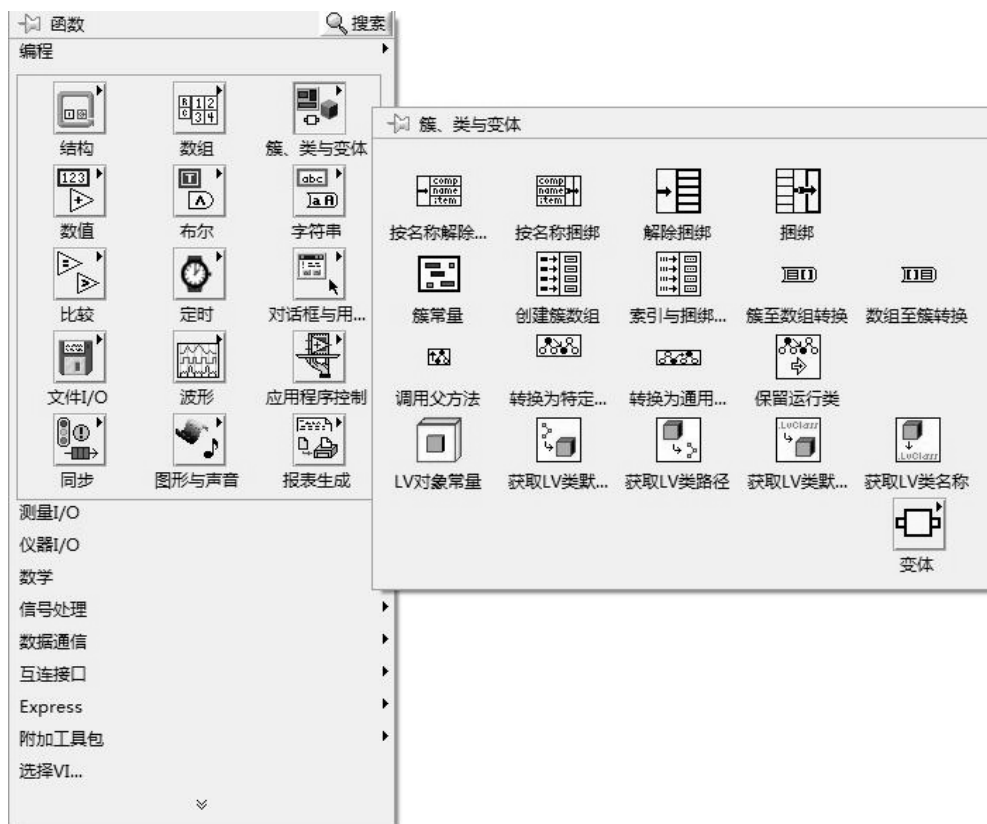 函数 搜索
编程
结构 数组 簇、类与变体
数值 布尔 字符串
比较 定时 对话框与用...
文件I/O 波形 应用程序控制
同步 图形与声音 报表生成
测量I/O
仪器I/O
数学
信号处理
数据通信
互连接口
Express
附加工具包
选择VI...
簇、类与变体
按名称解除... 按名称捆绑 解除捆绑 捆绑
簇常量 创建簇数组 索引与捆绑... 簇至数组转换 数组至簇转换
调用父方法 转换为特定... 转换为通用... 保留运行类
LV对象常量 获取LV类默... 获取LV类路径 获取LV类默... 获取LV类名称
变体